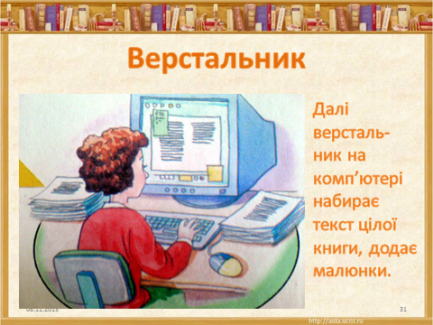 Верстальник
Далі
версталь-
ник на
комп’ютері
набирає
текст цілої
книги, додає
малюнки.
31